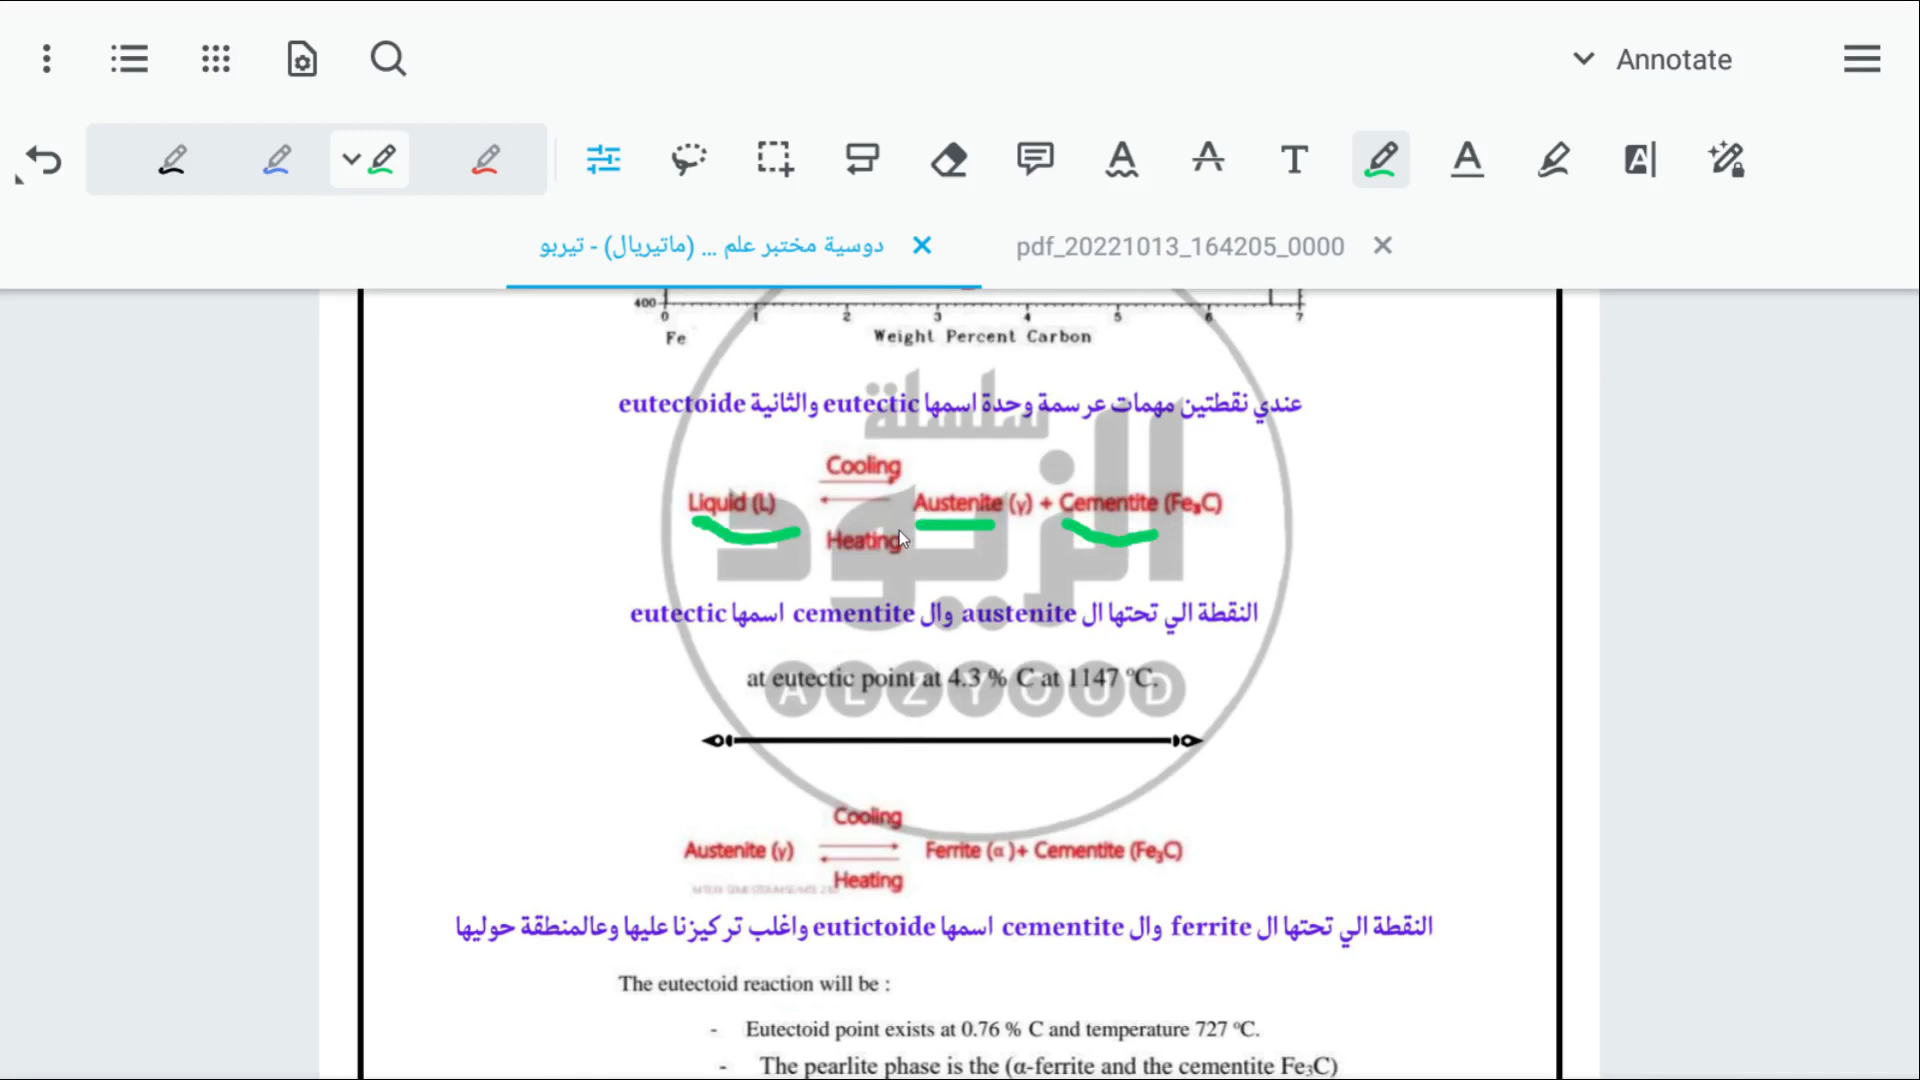 Annotate
دوسية مختبر علم ... (ماتيريال) - تيربو
pdf_20221013_164205_0000
400
0 1 2 3 4 5 6 7
Fe
Weight Percent Carbon
عندي نقطتين مهمات عرسمة وحدة اسمها eutectic والثانية eutectoide
سلسلة
الزيود
Cooling
Liquid (L) Austenite (γ) + Cementite (Fe₃C)
Heating
النقطة الي تحتها ال austenite وال cementite اسمها eutectic
at eutectic point at 4.3 % C at 1147 ºC.
ALZYOUD
Cooling
Austenite (γ) Ferrite (α )+ Cementite (Fe₃C)
Heating
النقطة الي تحتها ال ferrite وال cementite اسمها eutictoide واغلب تركيزنا عليها وعالمنطقة حوليها
The eutectoid reaction will be :
- Eutectoid point exists at 0.76 % C and temperature 727 ºC.
- The pearlite phase is the (α-ferrite and the cementite Fe₃C)